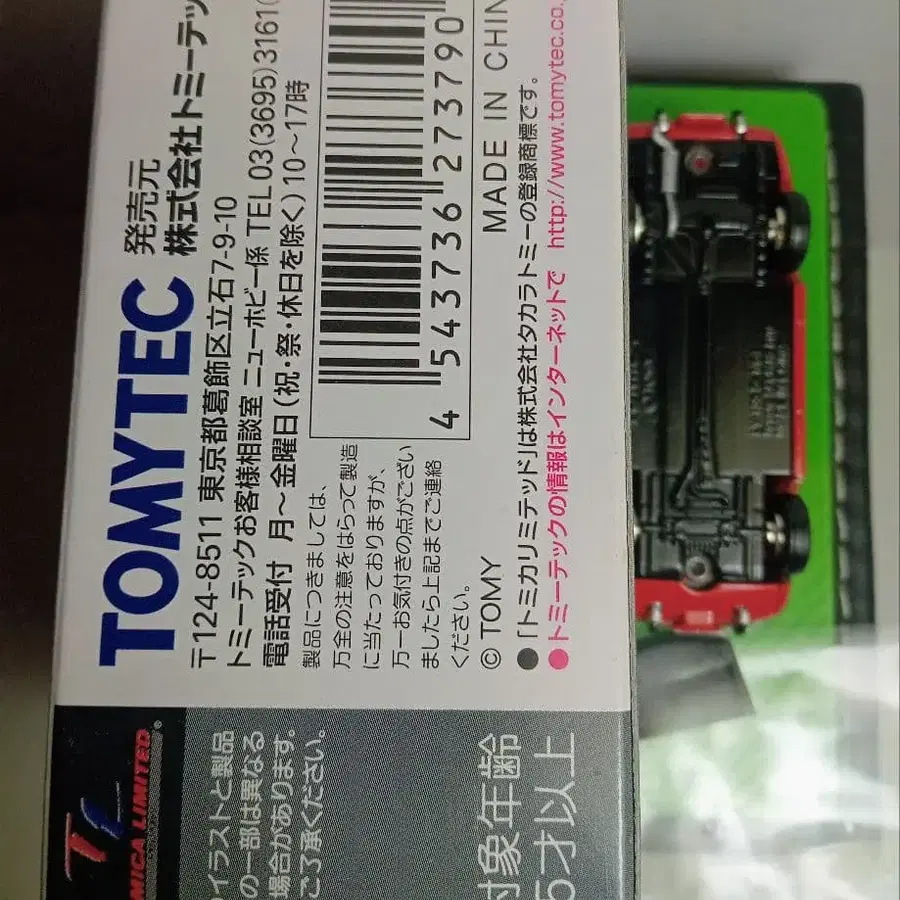 TOMYTEC
発売元
株式会社トミーテッ
〒124-8511 東京都葛飾区立石7-9-10
トミーテックお客様相談室 ニューホビー係 TEL 03(3695)3161
電話受付 月〜金曜日(祝・祭・休日を除く)10〜17時
製品につきましては、
万全の注意をはらって製造
に当たっておりますが、
万一お気付きの点がござい
ましたら上記までご連絡
ください。
4 543736 273790
© TOMY
MADE IN CHIN
●「トミカリミテッド」は株式会社タカラトミーの登録商標です。
●トミーテックの情報はインターネットで http://www.tomytec.co.
TL
MICA LIMITED®
イラストと製品
の一部は異なる
場合があります。
ご了承ください。
対象年齢
才以上